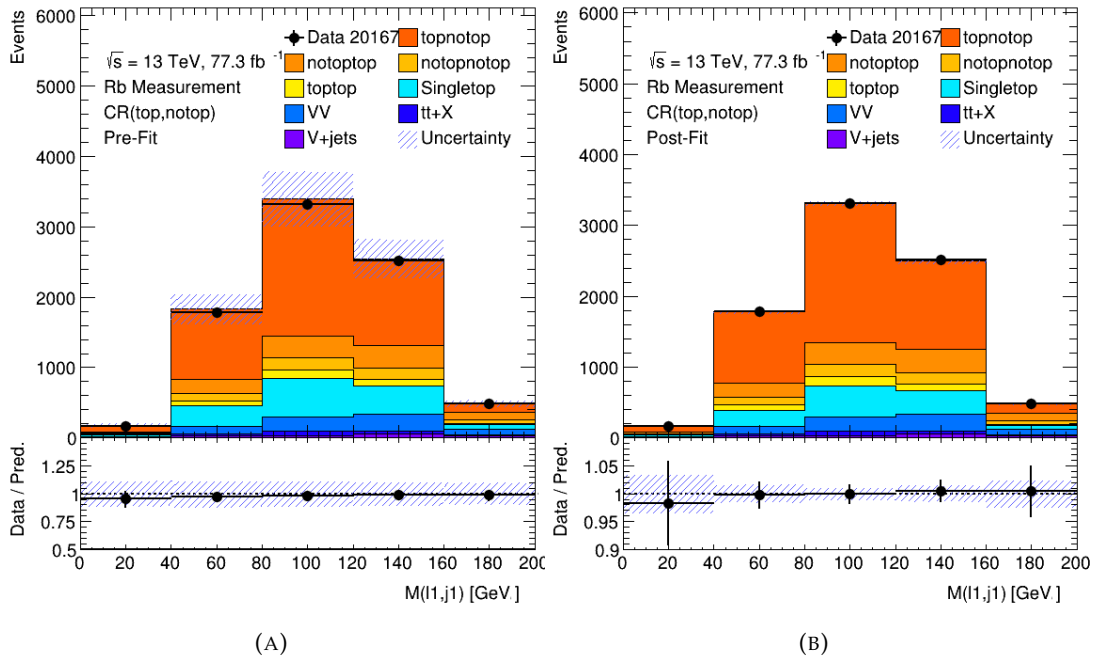 Events
6000
5000
4000
3000
2000
1000
0
√s = 13 TeV, 77.3 fb⁻¹
Rb Measurement
CR(top,notop)
Pre-Fit
Data 20167
topnotop
notoptop
notopnotop
toptop
Singletop
VV
tt+X
V+jets
Uncertainty
Data / Pred.
1.25
1
0.75
0.5
0 20 40 60 80 100 120 140 160 180 200
M(l1,j1) [GeV]
(A)
Events
6000
5000
4000
3000
2000
1000
0
√s = 13 TeV, 77.3 fb⁻¹
Rb Measurement
CR(top,notop)
Post-Fit
Data 20167
topnotop
notoptop
notopnotop
toptop
Singletop
VV
tt+X
V+jets
Uncertainty
Data / Pred.
1.05
1
0.95
0.9
0 20 40 60 80 100 120 140 160 180 200
M(l1,j1) [GeV]
(B)